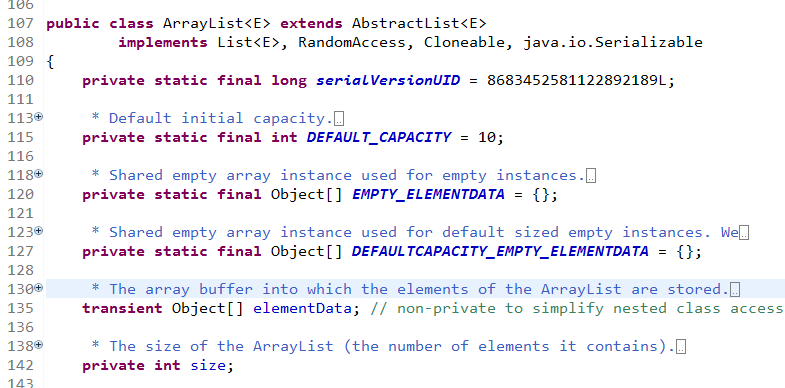 106
107 public class ArrayList<E> extends AbstractList<E>
108         implements List<E>, RandomAccess, Cloneable, java.io.Serializable
109 {
110     private static final long serialVersionUID = 8683452581122892189L;
111
113     * Default initial capacity.
115     private static final int DEFAULT_CAPACITY = 10;
116
118     * Shared empty array instance used for empty instances.
120     private static final Object[] EMPTY_ELEMENTDATA = {};
121
123     * Shared empty array instance used for default sized empty instances. We
127     private static final Object[] DEFAULTCAPACITY_EMPTY_ELEMENTDATA = {};
128
130     * The array buffer into which the elements of the ArrayList are stored.
135     transient Object[] elementData; // non-private to simplify nested class access
136
138     * The size of the ArrayList (the number of elements it contains).
142     private int size;
143